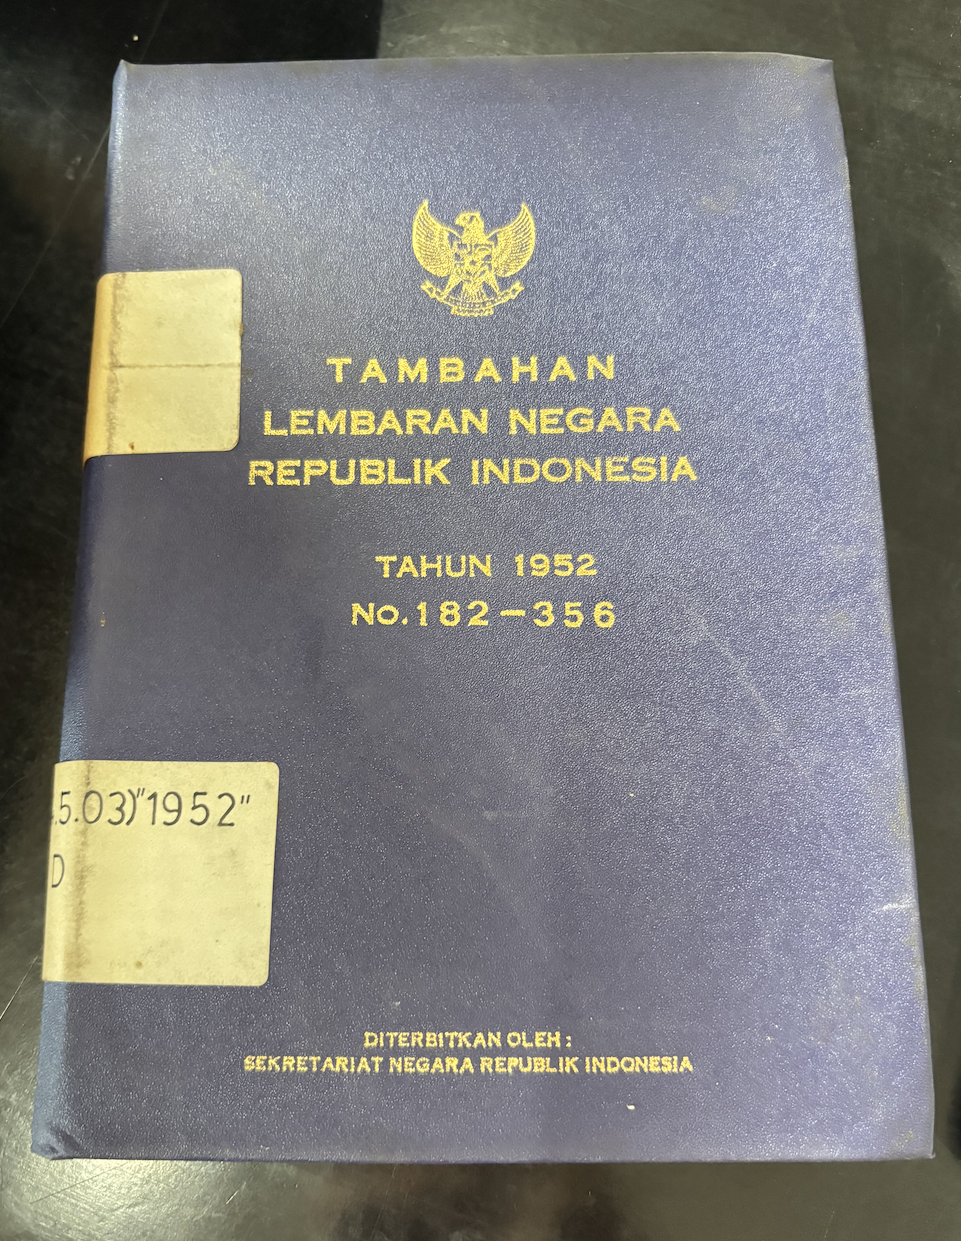 TAMBAHAN
LEMBARAN NEGARA
REPUBLIK INDONESIA
TAHUN 1952
No. 182-356
.5.03)"1952"
D
DITERBITKAN OLEH :
SEKRETARIAT NEGARA REPUBLIK INDONESIA